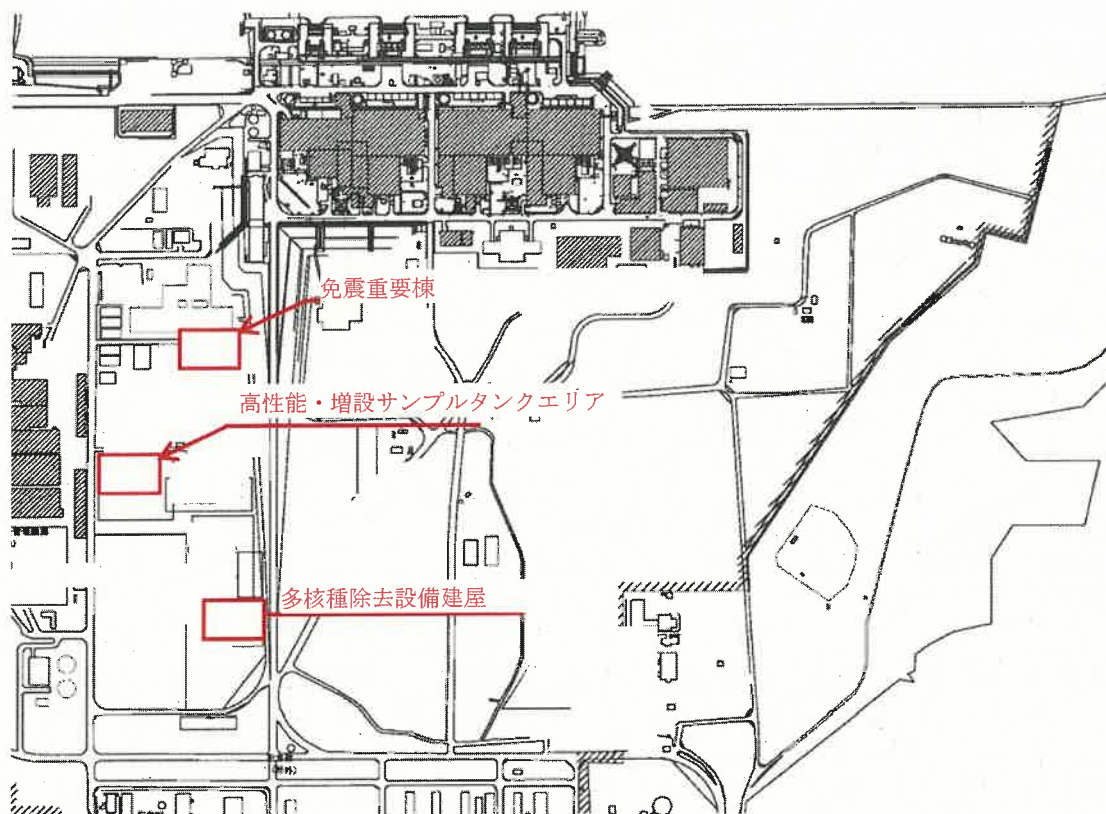 免震重要棟
高性能・増設サンプルタンクエリア
多核種除去設備建屋